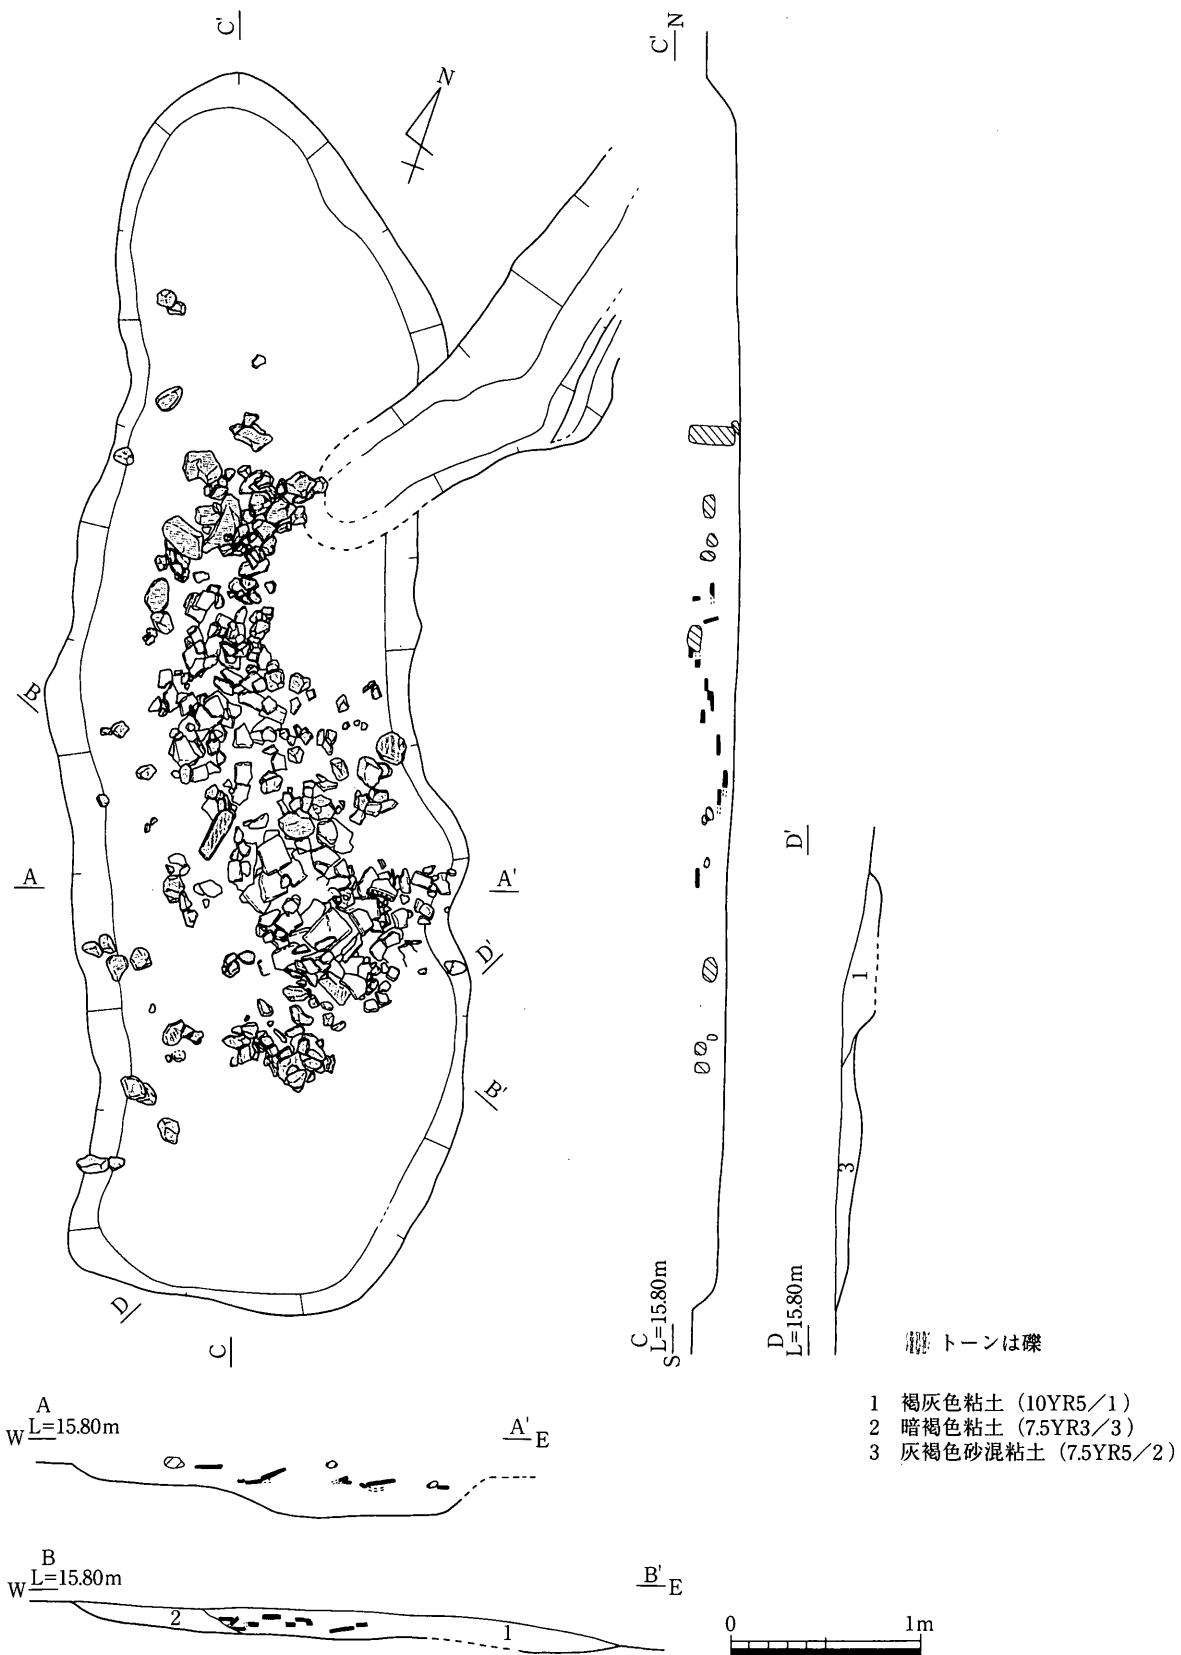 C'
N
C'
N
B
A
A'
D'
B'
D
C
D'
1
3
C
L=15.80m
S
D
L=15.80m
トーンは礫
1 褐灰色粘土（10YR5／1）
2 暗褐色粘土（7.5YR3／3）
3 灰褐色砂混粘土（7.5YR5／2）
A
W L=15.80m
A'
E
B
W L=15.80m
B'
E
2
1
0 1m